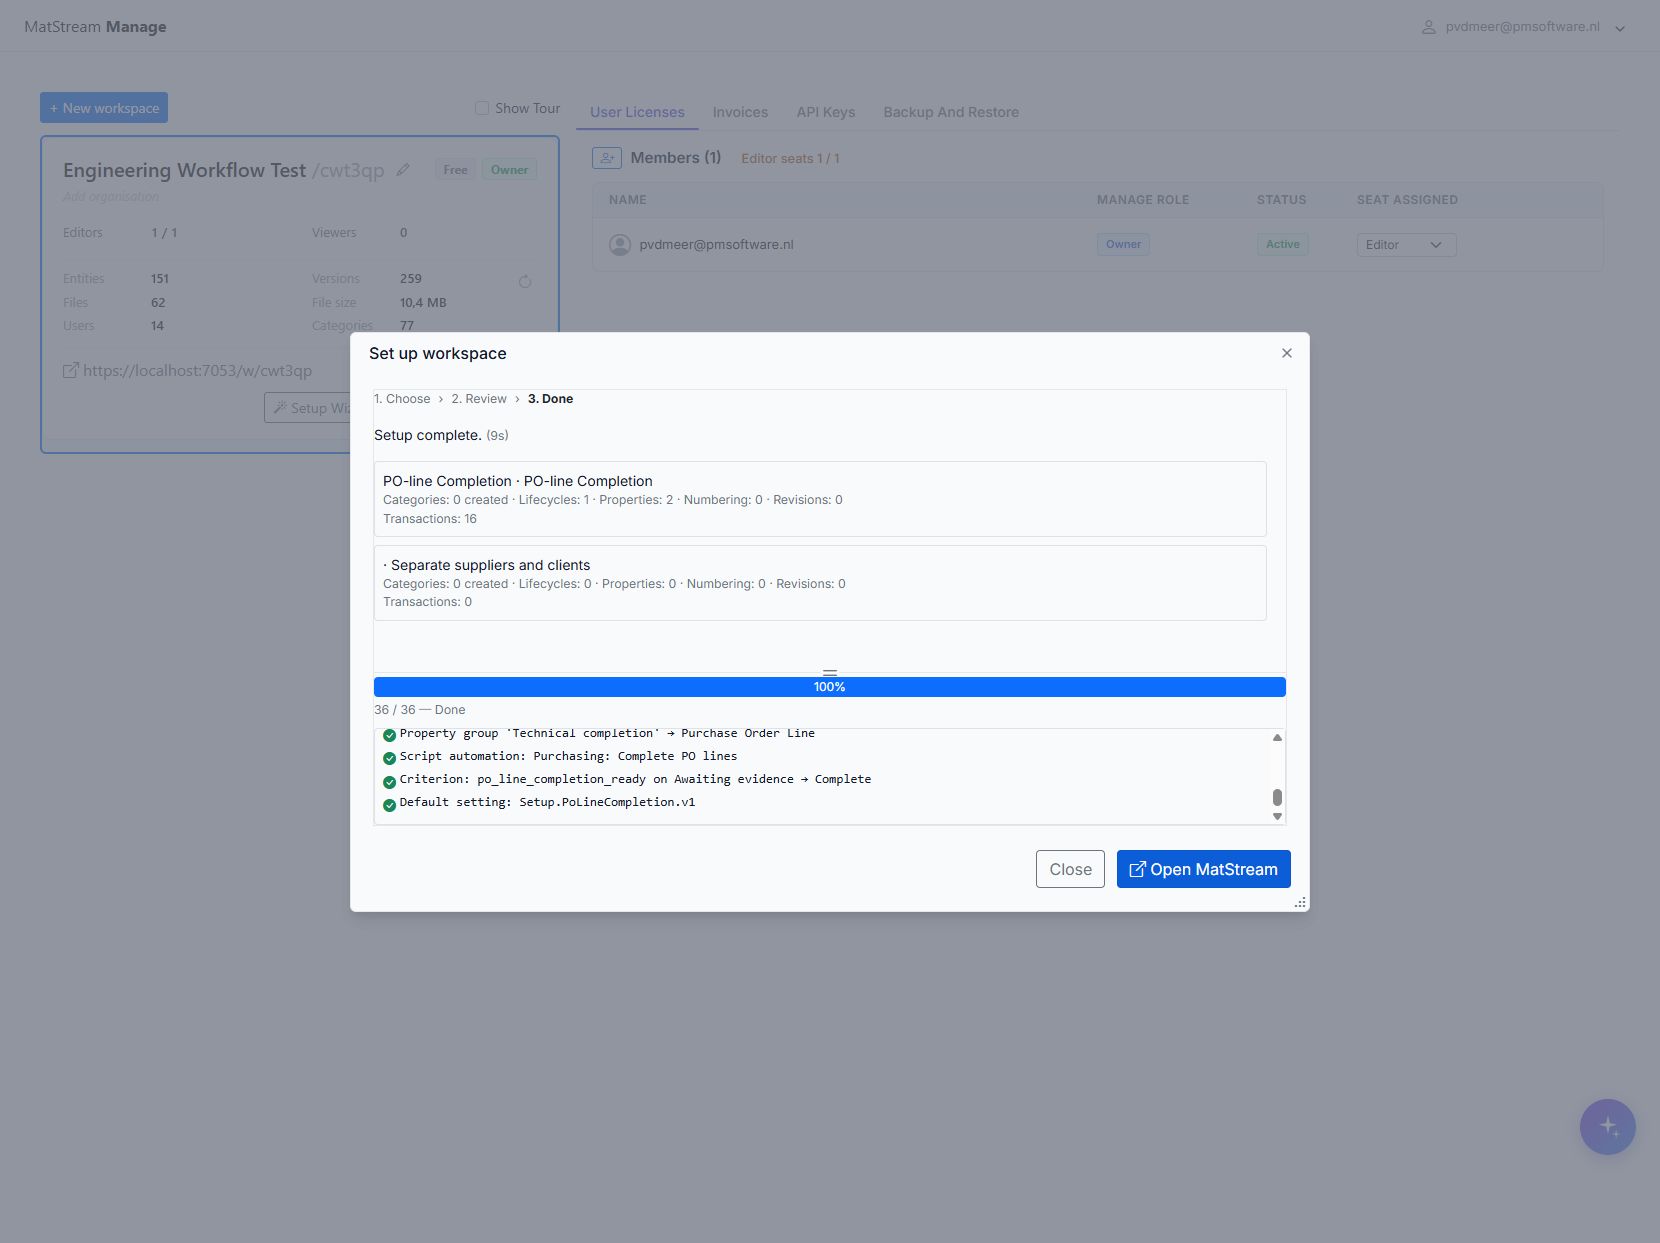 MatStream Manage
pvdmeer@pmsoftware.nl
+ New workspace
Show Tour
User Licenses
Invoices
API Keys
Backup And Restore
Engineering Workflow Test /cwt3qp
Free
Owner
Add organisation
Editors 1 / 1
Viewers 0
Entities 151
Versions 259
Files 62
File size 10,4 MB
Users 14
Categories 77
https://localhost:7053/w/cwt3qp
Setup Wiz
Members (1)
Editor seats 1 / 1
NAME
MANAGE ROLE
STATUS
SEAT ASSIGNED
pvdmeer@pmsoftware.nl
Owner
Active
Editor
Set up workspace
1. Choose › 2. Review › 3. Done
Setup complete. (9s)
PO-line Completion · PO-line Completion
Categories: 0 created · Lifecycles: 1 · Properties: 2 · Numbering: 0 · Revisions: 0
Transactions: 16
· Separate suppliers and clients
Categories: 0 created · Lifecycles: 0 · Properties: 0 · Numbering: 0 · Revisions: 0
Transactions: 0
100%
36 / 36 — Done
Property group 'Technical completion' → Purchase Order Line
Script automation: Purchasing: Complete PO lines
Criterion: po_line_completion_ready on Awaiting evidence → Complete
Default setting: Setup.PoLineCompletion.v1
Close
Open MatStream